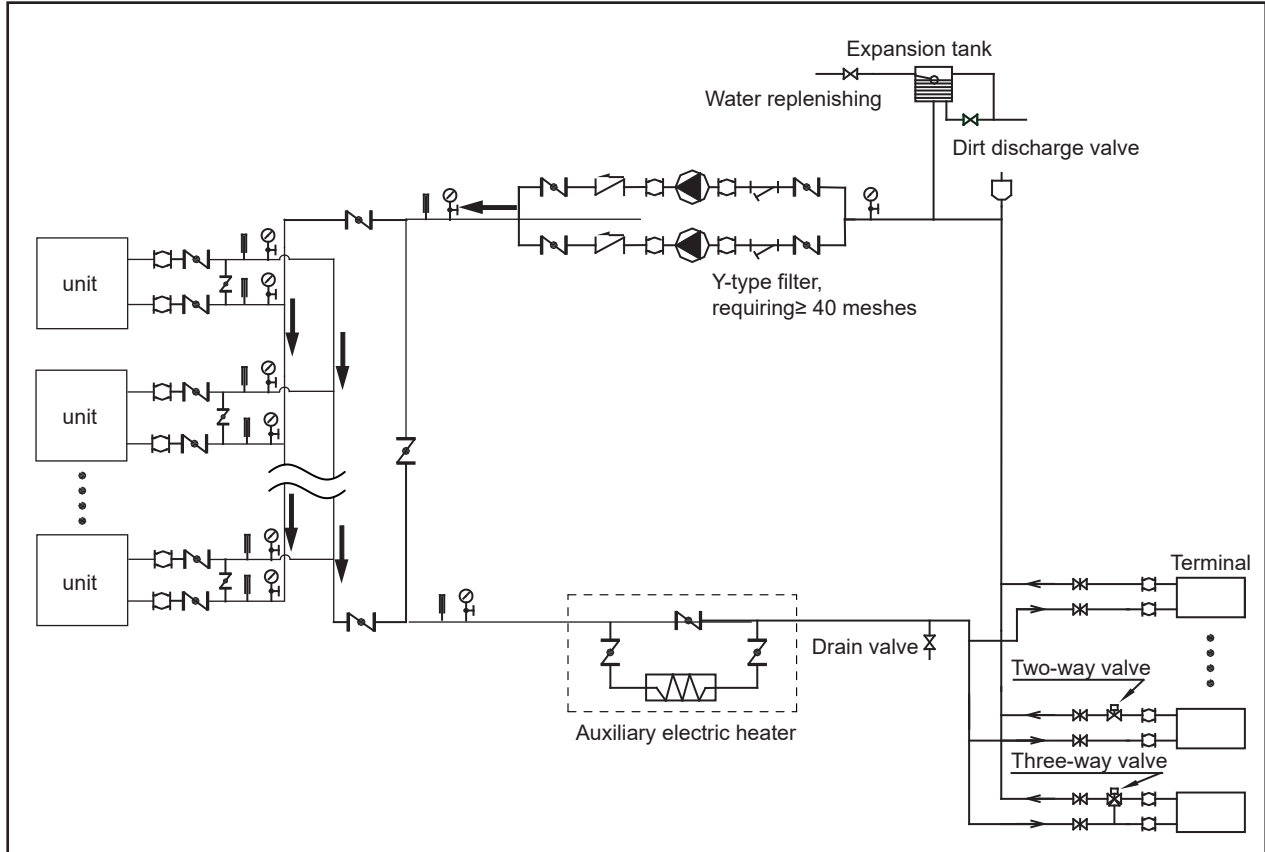 Expansion tank
Water replenishing
Dirt discharge valve
Y-type filter,
requiring≥ 40 meshes
unit
unit
unit
Terminal
Drain valve
Two-way valve
Auxiliary electric heater
Three-way valve